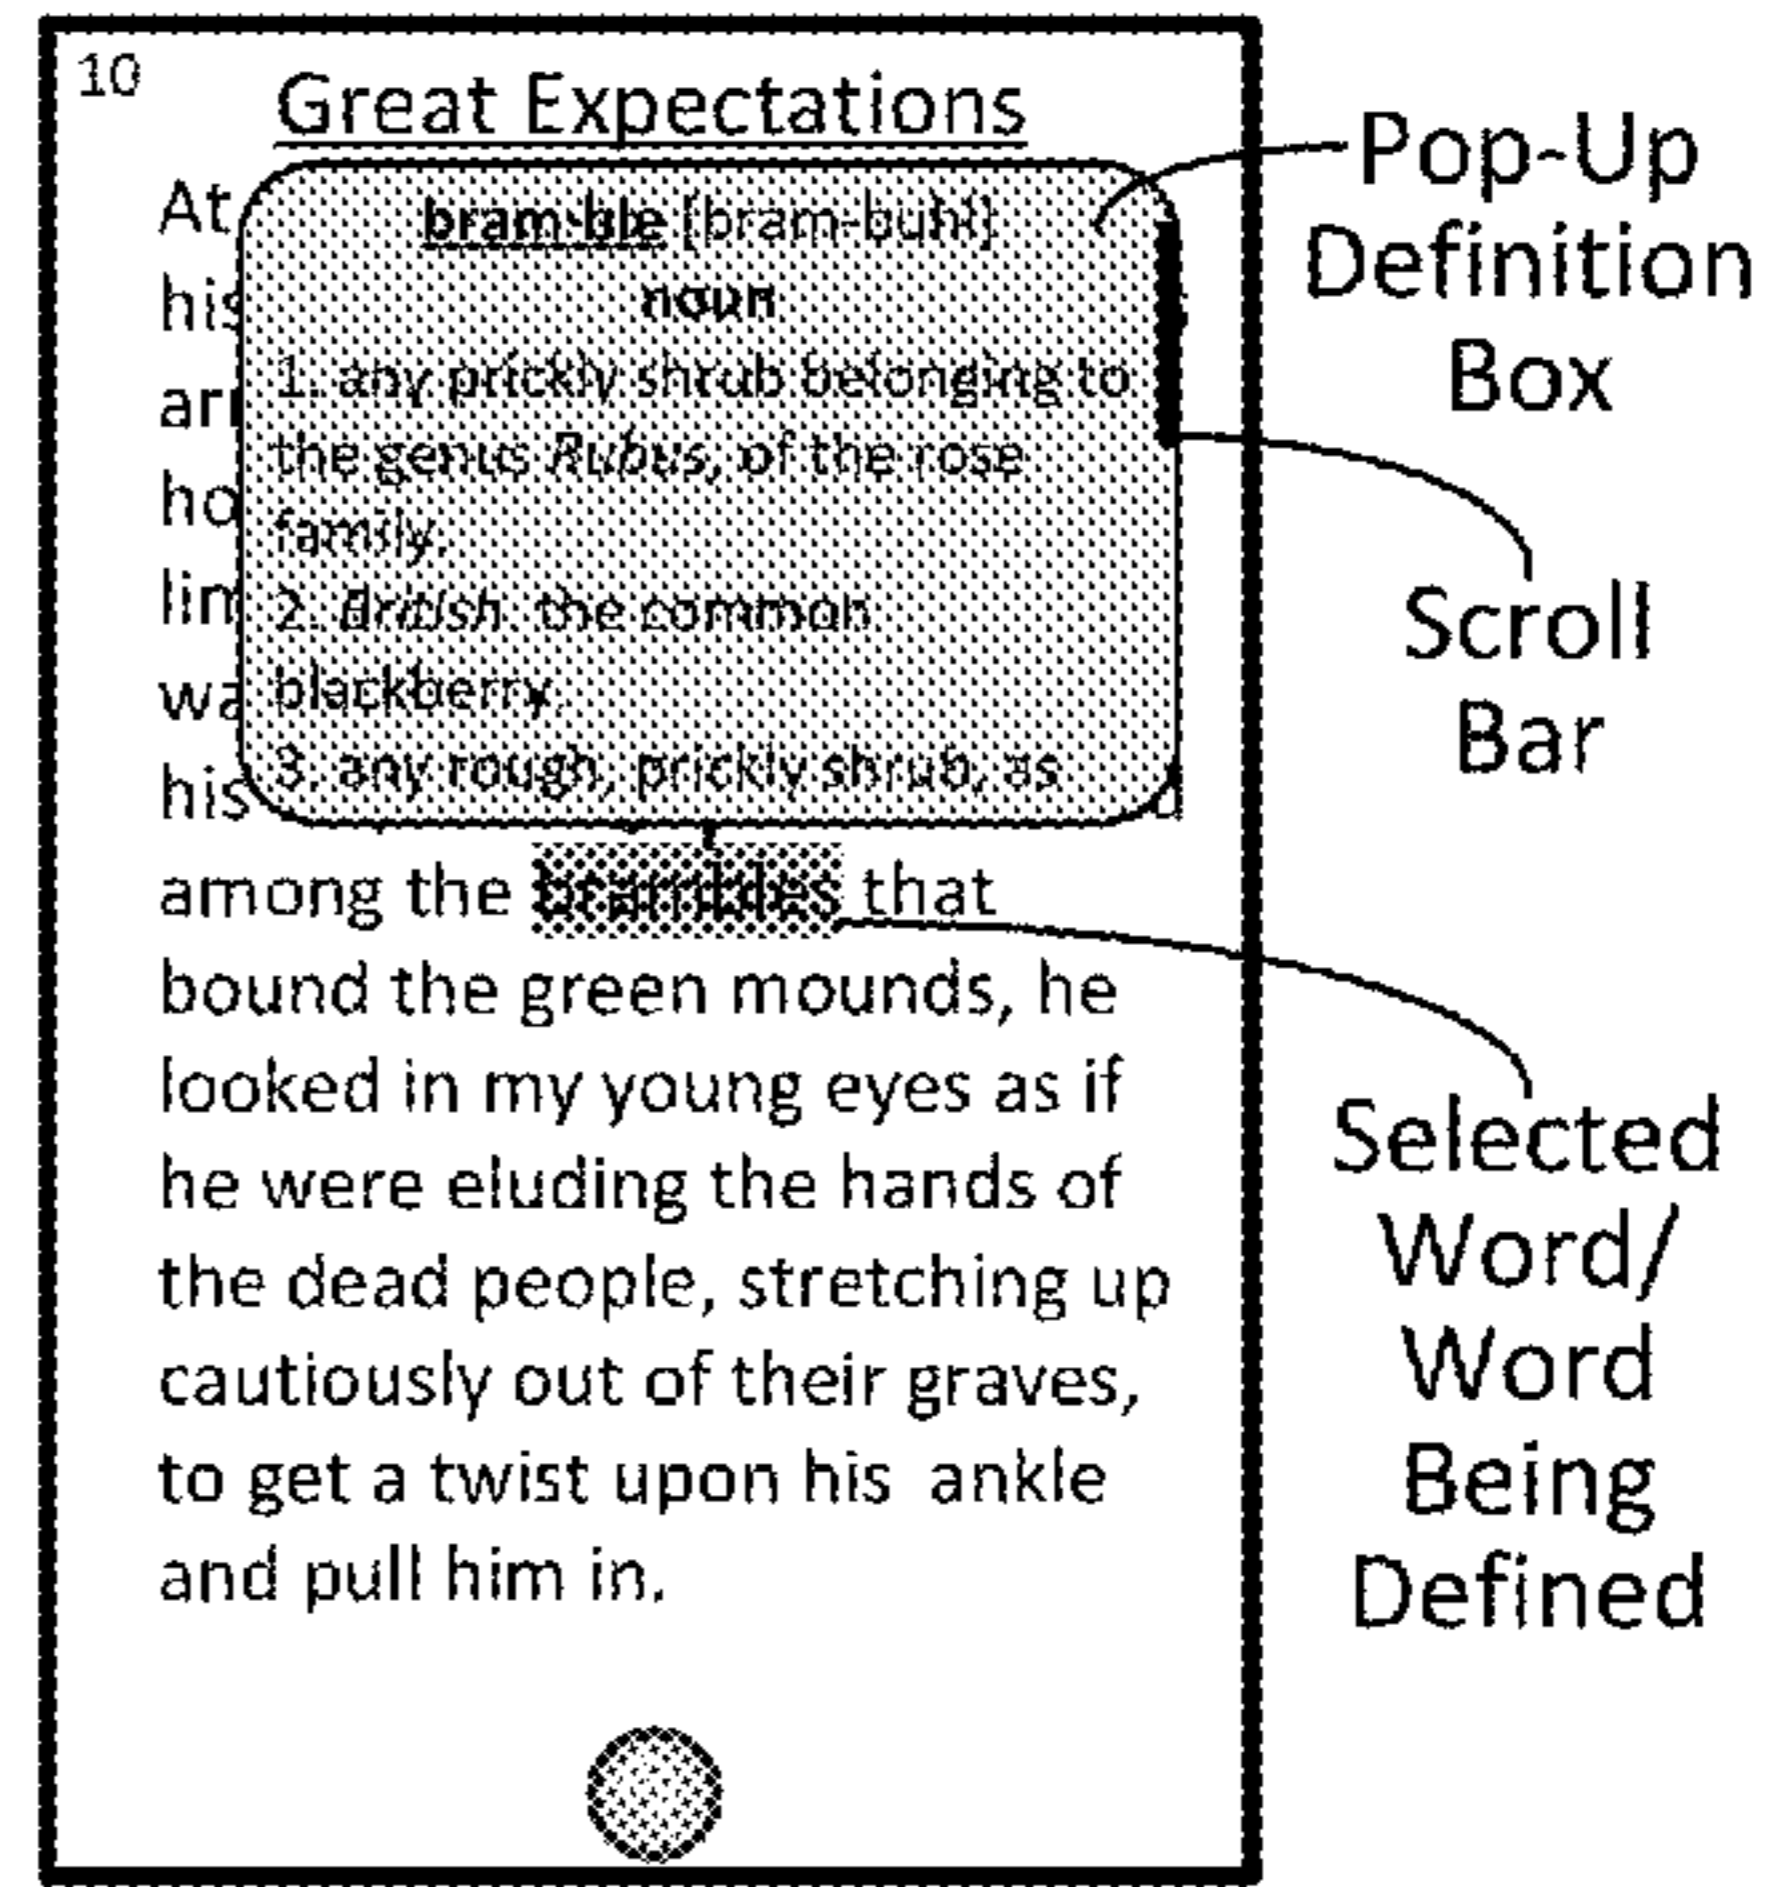 10
Great Expectations
At
bram·ble [bram-buhl]
noun
his
1. any prickly shrub belonging to
the genus Rubus, of the rose
family.
2. British. the common
blackberry.
his
3. any rough, prickly shrub, as
among the brambles that
bound the green mounds, he
looked in my young eyes as if
he were eluding the hands of
the dead people, stretching up
cautiously out of their graves,
to get a twist upon his ankle
and pull him in.
Pop-Up
Definition
Box
Scroll
Bar
Selected
Word/
Word
Being
Defined